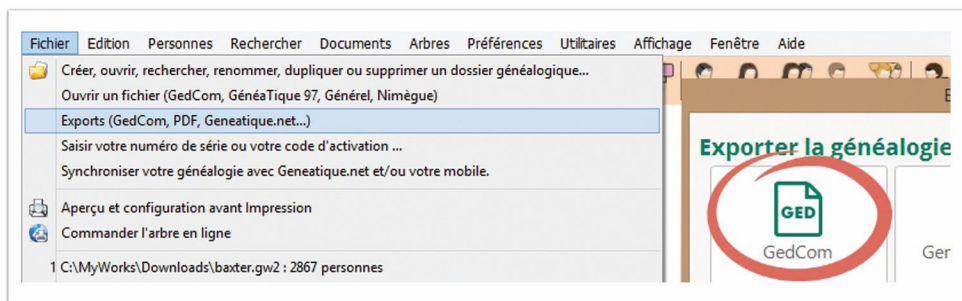 Fichier Edition Personnes Rechercher Documents Arbres Préférences Utilitaires Affichage Fenêtre Aide
Créer, ouvrir, rechercher, renommer, dupliquer ou supprimer un dossier généalogique...
Ouvrir un fichier (GedCom, GénéaTique 97, Générel, Nimègue)
Exports (GedCom, PDF, Geneatique.net...)
Saisir votre numéro de série ou votre code d'activation ...
Synchroniser votre généalogie avec Geneatique.net et/ou votre mobile.
Aperçu et configuration avant Impression
Commander l'arbre en ligne
1 C:\MyWorks\Downloads\baxter.gw2 : 2867 personnes
Exporter la généalogie
GED
GedCom